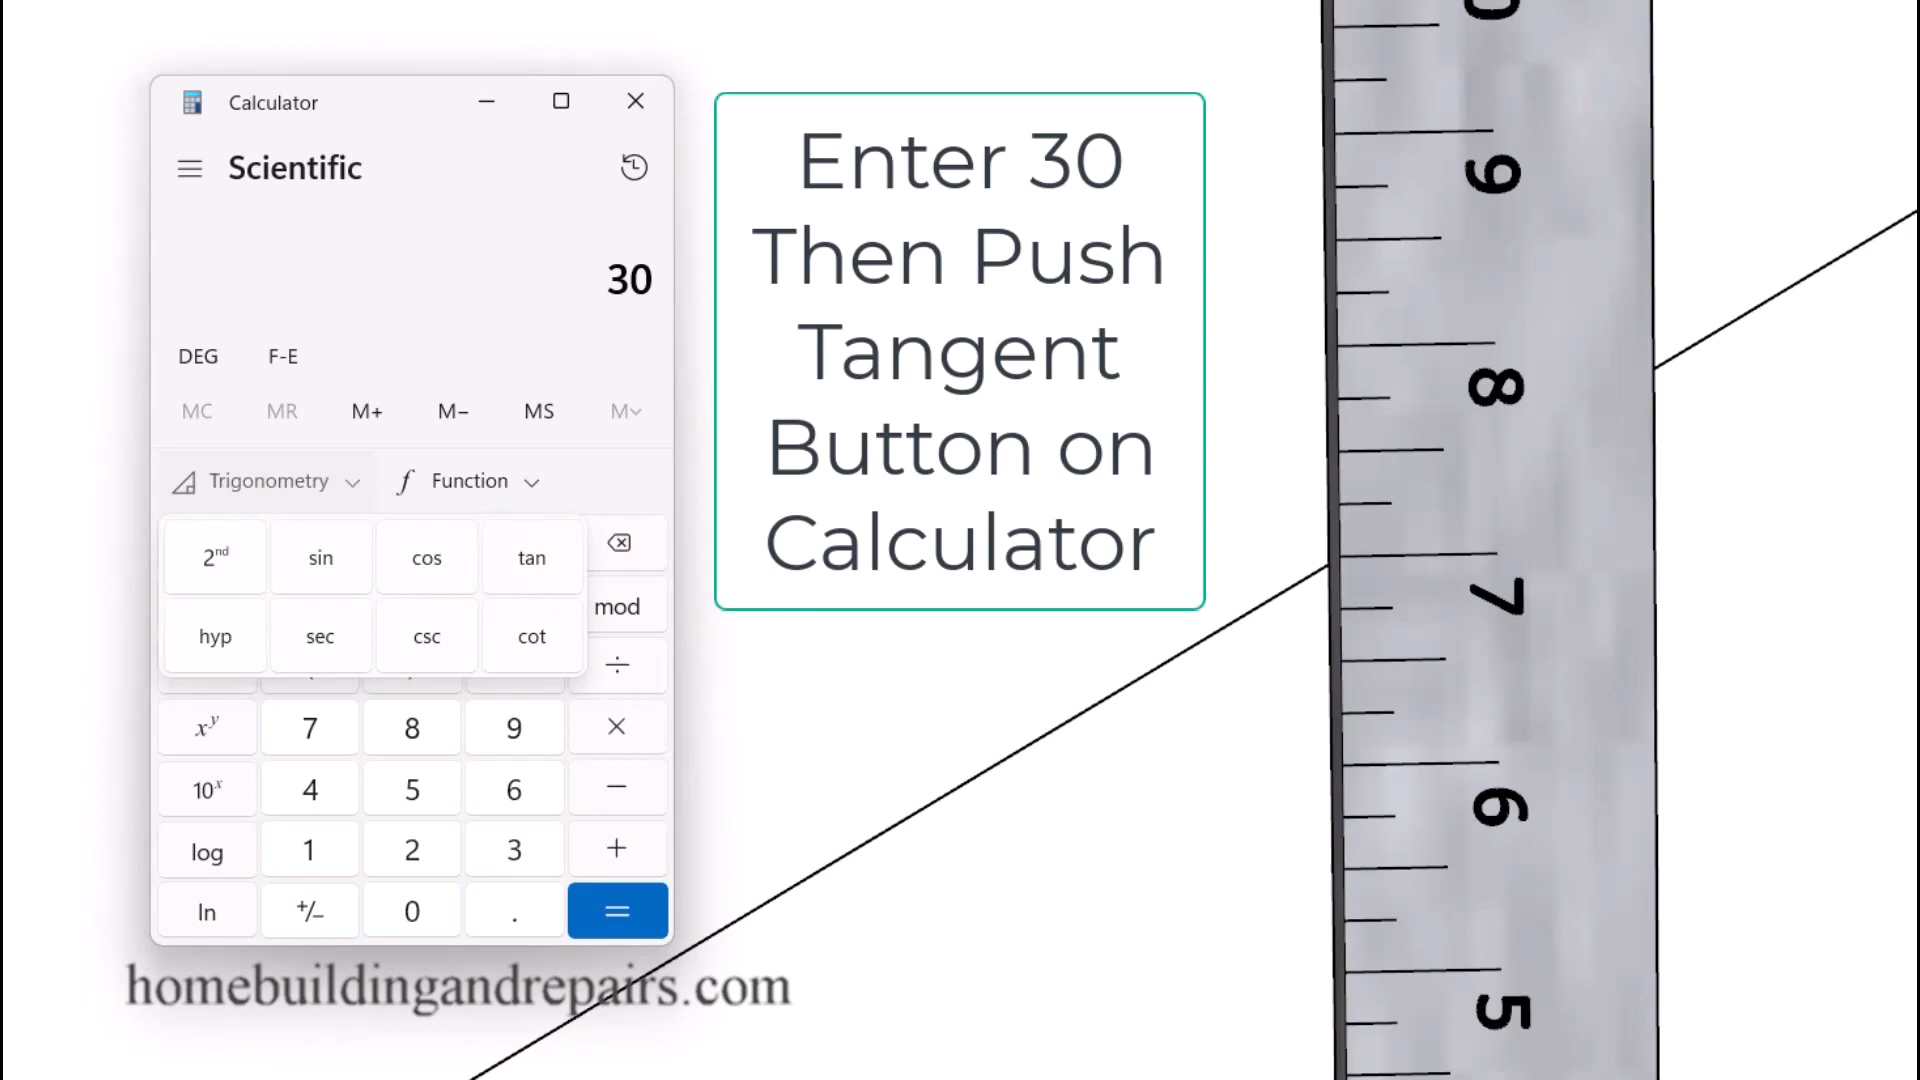 Calculator
Scientific
30
DEG F-E
MC MR M+ M− MS M
Trigonometry Function
2nd sin cos tan
mod
hyp sec csc cot
÷
xy 7 8 9 ×
10x 4 5 6 −
log 1 2 3 +
ln +/− 0 . =
Enter 30
Then Push
Tangent
Button on
Calculator
9
8
7
6
5
homebuildingandrepairs.com